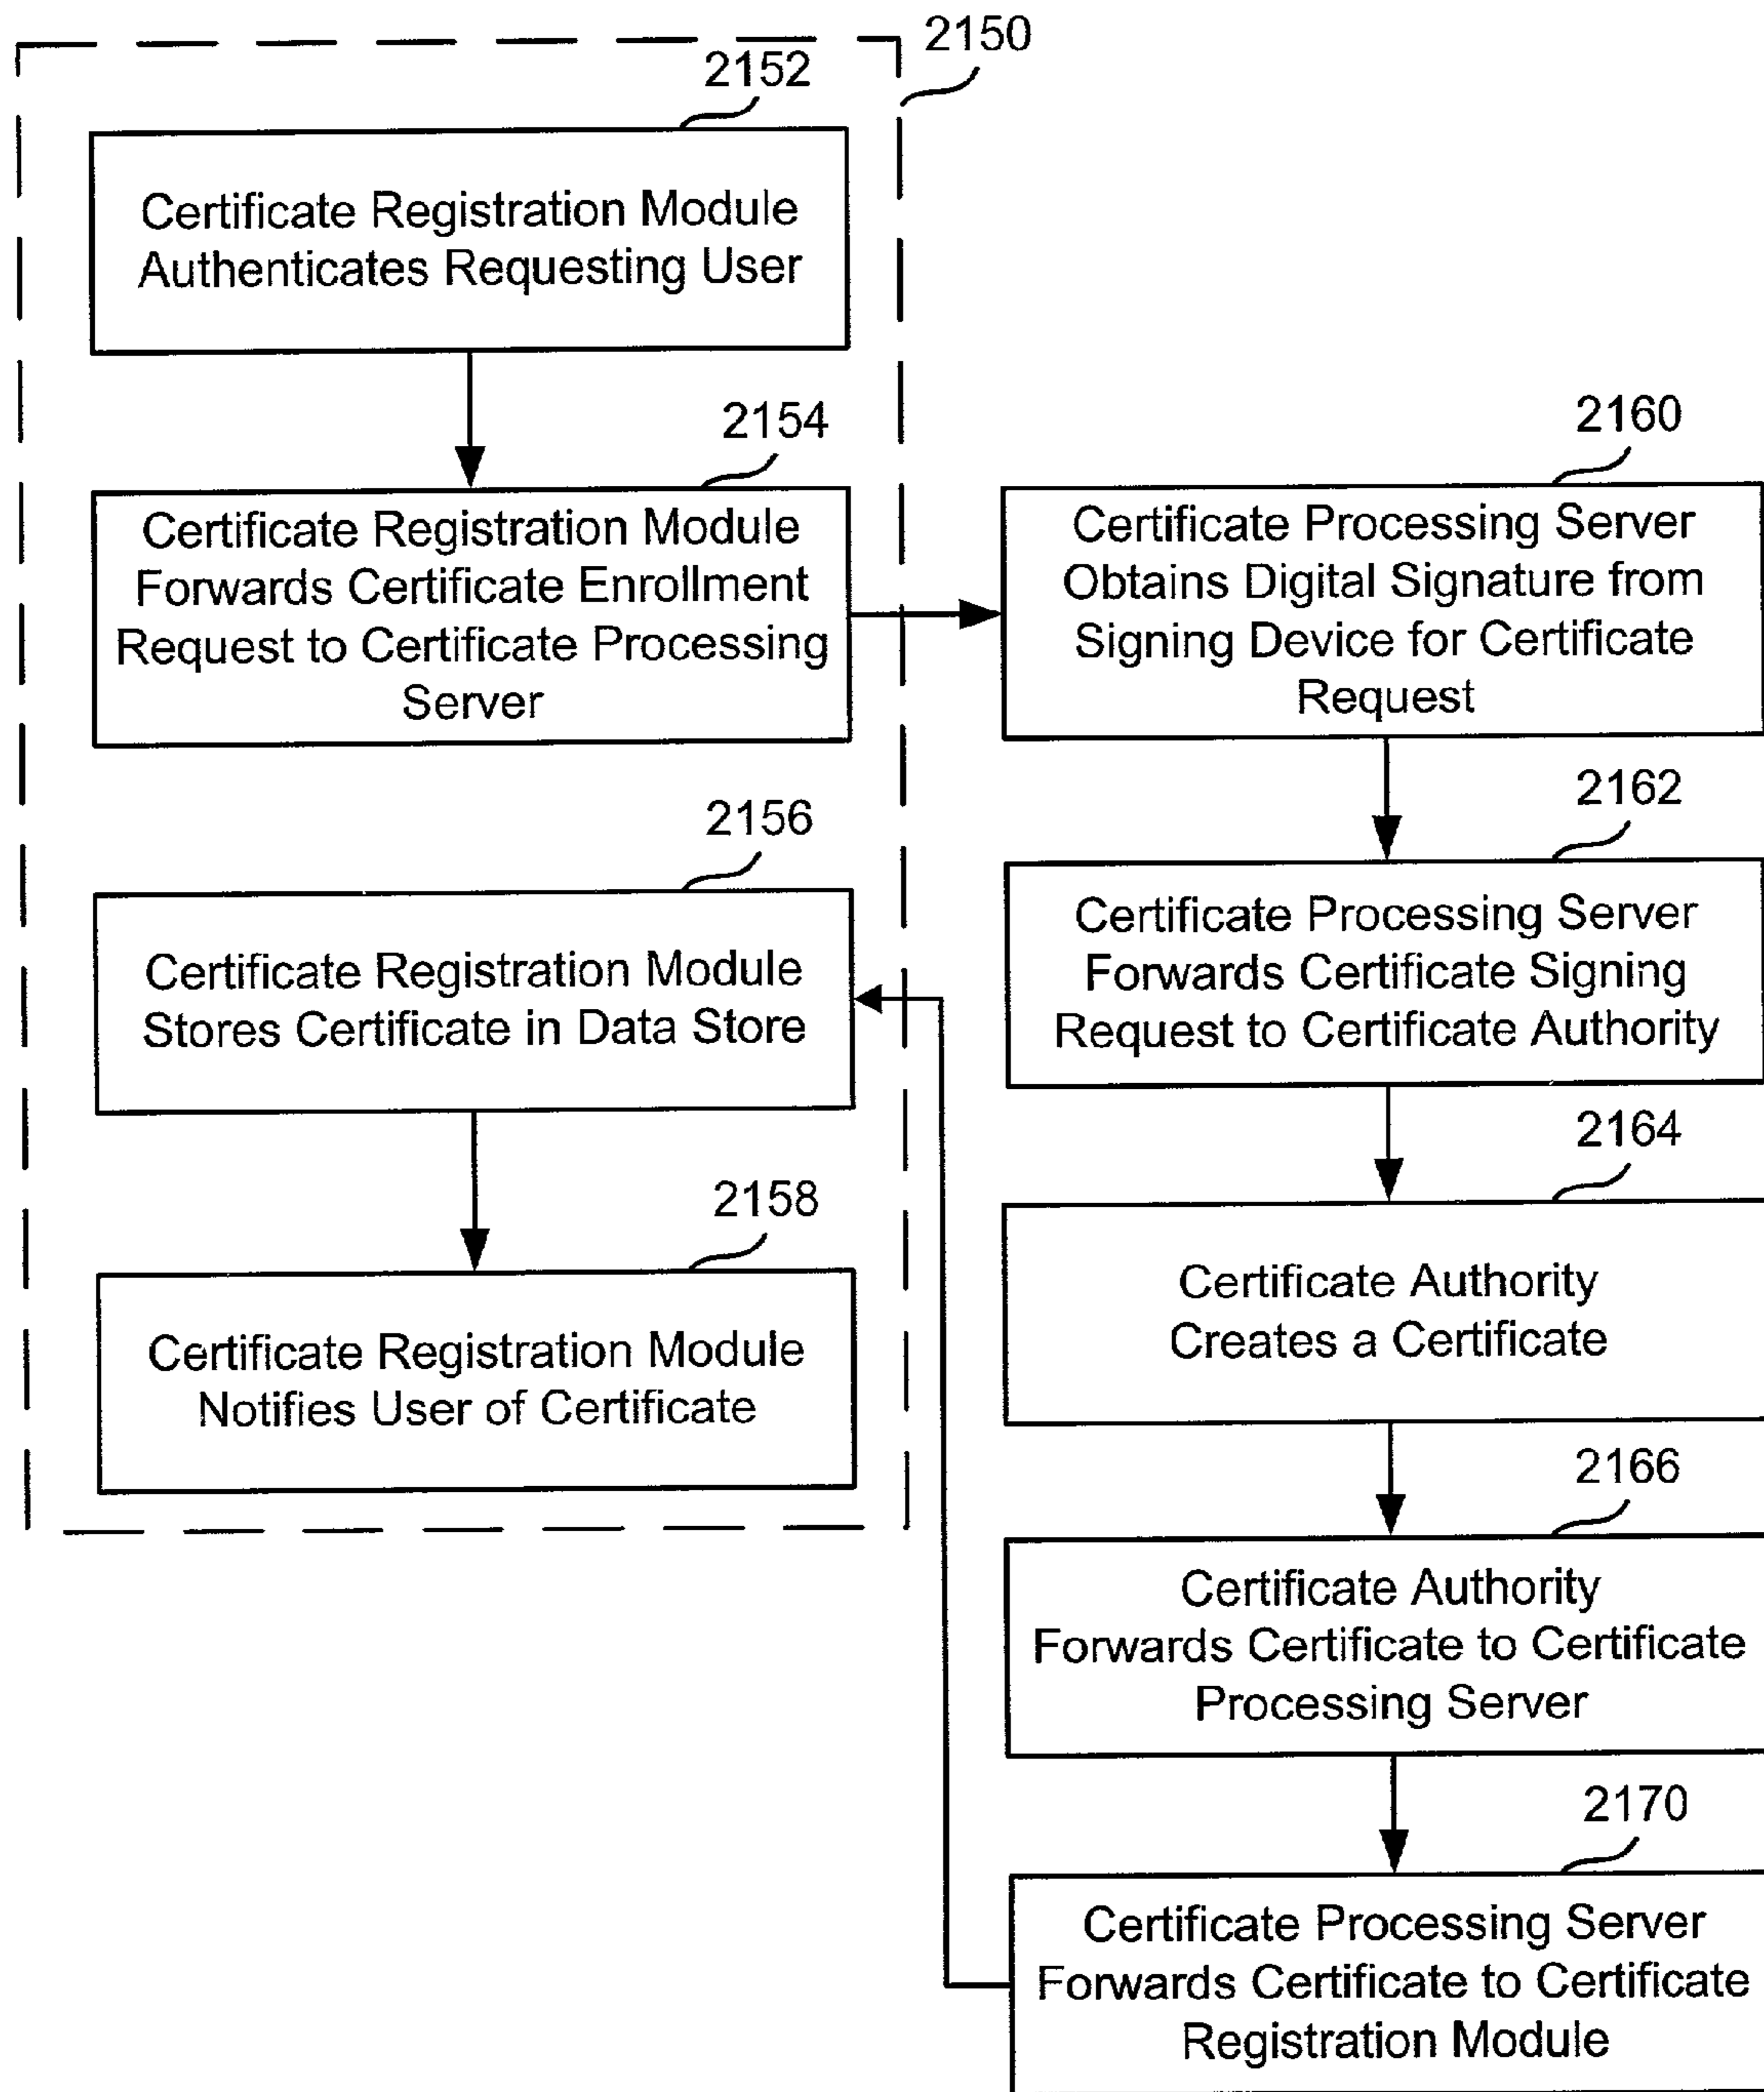 2150
2152
Certificate Registration Module
Authenticates Requesting User
2154
Certificate Registration Module
Forwards Certificate Enrollment
Request to Certificate Processing
Server
2156
Certificate Registration Module
Stores Certificate in Data Store
2158
Certificate Registration Module
Notifies User of Certificate
2160
Certificate Processing Server
Obtains Digital Signature from
Signing Device for Certificate
Request
2162
Certificate Processing Server
Forwards Certificate Signing
Request to Certificate Authority
2164
Certificate Authority
Creates a Certificate
2166
Certificate Authority
Forwards Certificate to Certificate
Processing Server
2170
Certificate Processing Server
Forwards Certificate to Certificate
Registration Module